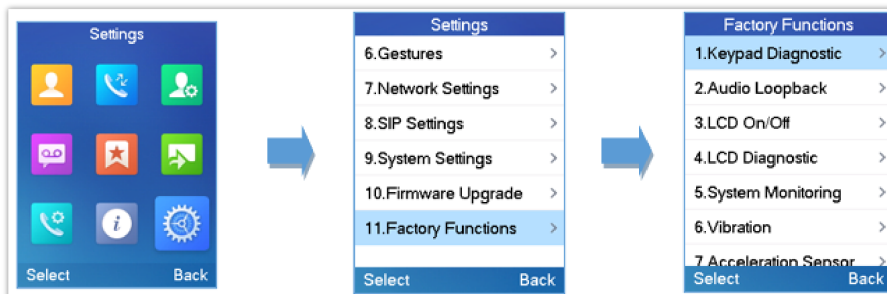 Settings
Select Back
Settings
6.Gestures
7.Network Settings
8.SIP Settings
9.System Settings
10.Firmware Upgrade
11.Factory Functions
Select Back
Factory Functions
1.Keypad Diagnostic
2.Audio Loopback
3.LCD On/Off
4.LCD Diagnostic
5.System Monitoring
6.Vibration
7.Acceleration Sensor
Select Back